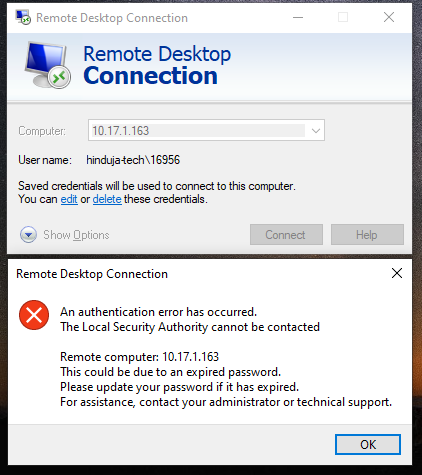 Remote Desktop Connection
Remote Desktop
Connection
Computer: 10.17.1.163
User name: hinduja-tech\16956
Saved credentials will be used to connect to this computer.
You can edit or delete these credentials.
Show Options Connect Help
Remote Desktop Connection
An authentication error has occurred.
The Local Security Authority cannot be contacted
Remote computer: 10.17.1.163
This could be due to an expired password.
Please update your password if it has expired.
For assistance, contact your administrator or technical support.
OK